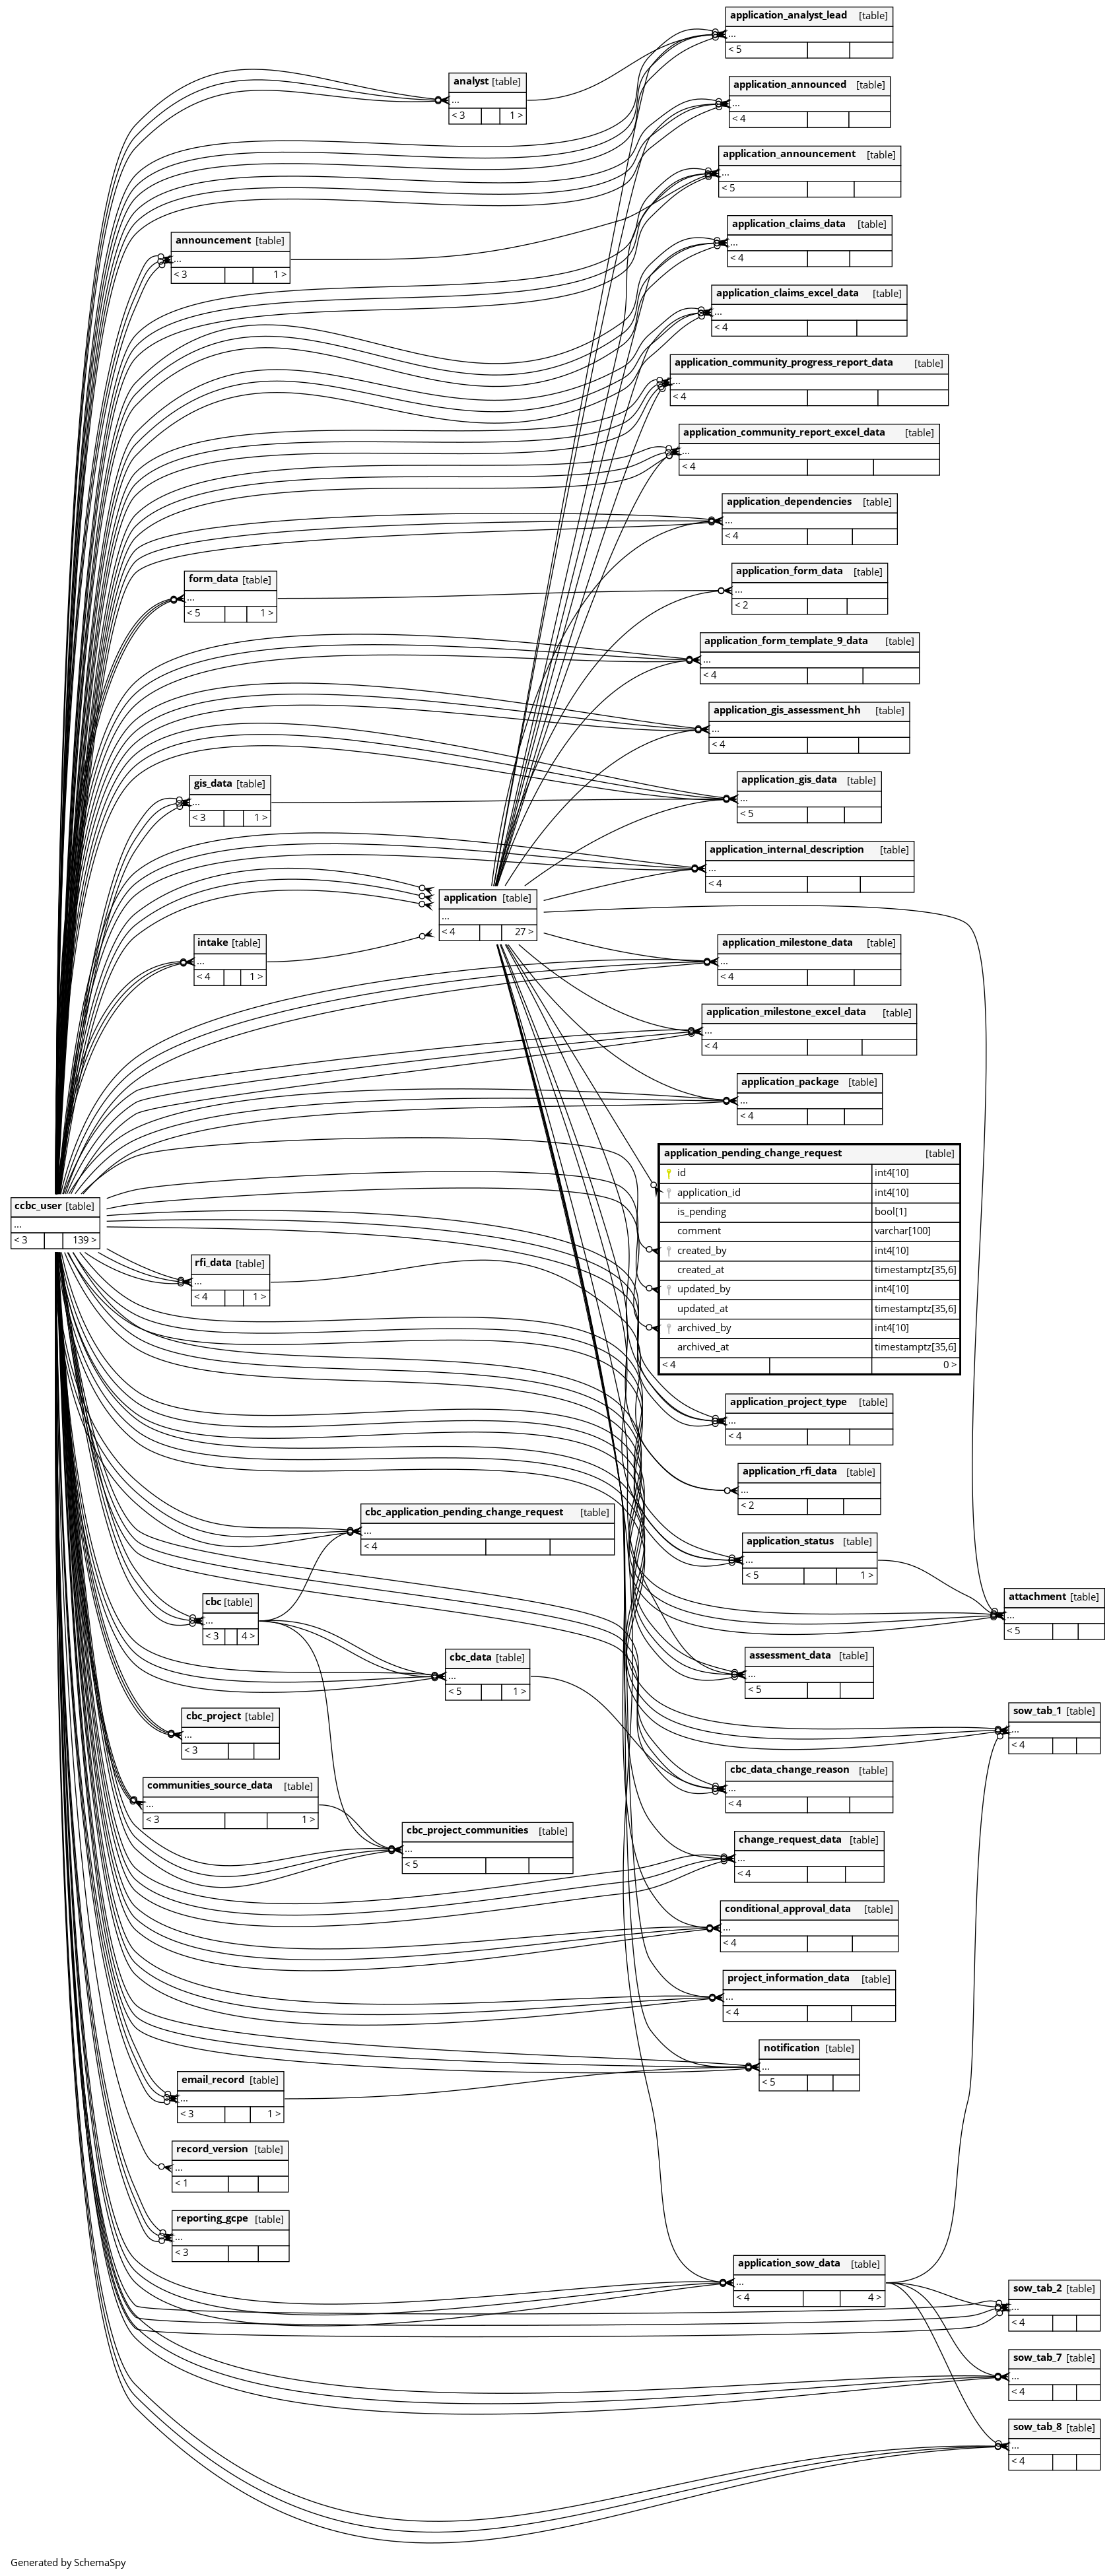 application_analyst_lead [table]
...
< 5
analyst [table]
...
< 3 1 >
application_announced [table]
...
< 4
application_announcement [table]
...
< 5
announcement [table]
...
< 3 1 >
application_claims_data [table]
...
< 4
application_claims_excel_data [table]
...
< 4
application_community_progress_report_data [table]
...
< 4
application_community_report_excel_data [table]
...
< 4
application_dependencies [table]
...
< 4
form_data [table]
...
< 5 1 >
application_form_data [table]
...
< 2
application_form_template_9_data [table]
...
< 4
application_gis_assessment_hh [table]
...
< 4
gis_data [table]
...
< 3 1 >
application_gis_data [table]
...
< 5
application_internal_description [table]
...
< 4
application [table]
...
< 4 27 >
intake [table]
...
< 4 1 >
application_milestone_data [table]
...
< 4
application_milestone_excel_data [table]
...
< 4
application_package [table]
...
< 4
application_pending_change_request [table]
id int4[10]
application_id int4[10]
is_pending bool[1]
comment varchar[100]
created_by int4[10]
created_at timestamptz[35,6]
updated_by int4[10]
updated_at timestamptz[35,6]
archived_by int4[10]
archived_at timestamptz[35,6]
< 4 0 >
ccbc_user [table]
...
< 3 139 >
rfi_data [table]
...
< 4 1 >
application_project_type [table]
...
< 4
application_rfi_data [table]
...
< 2
cbc_application_pending_change_request [table]
...
< 4
application_status [table]
...
< 5 1 >
cbc [table]
...
< 3 4 >
attachment [table]
...
< 5
cbc_data [table]
...
< 5 1 >
assessment_data [table]
...
< 5
cbc_project [table]
...
< 3
sow_tab_1 [table]
...
< 4
cbc_data_change_reason [table]
...
< 4
communities_source_data [table]
...
< 3 1 >
cbc_project_communities [table]
...
< 5
change_request_data [table]
...
< 4
conditional_approval_data [table]
...
< 4
project_information_data [table]
...
< 4
notification [table]
...
< 5
email_record [table]
...
< 3 1 >
record_version [table]
...
< 1
reporting_gcpe [table]
...
< 3
application_sow_data [table]
...
< 4 4 >
sow_tab_2 [table]
...
< 4
sow_tab_7 [table]
...
< 4
sow_tab_8 [table]
...
< 4
Generated by SchemaSpy